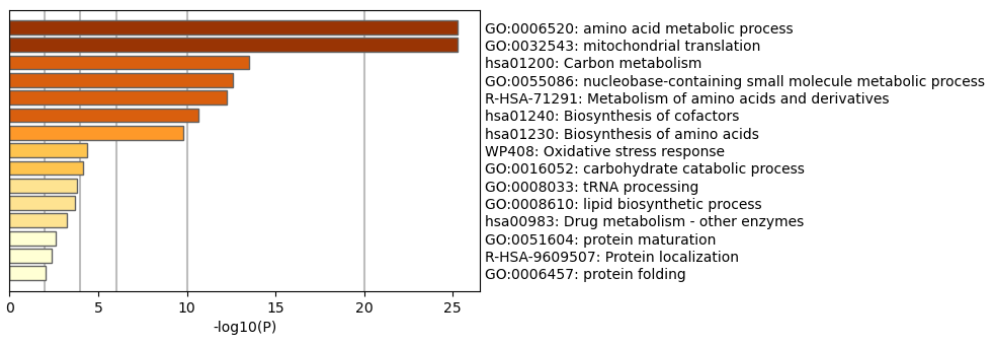 GO:0006520: amino acid metabolic process
GO:0032543: mitochondrial translation
hsa01200: Carbon metabolism
GO:0055086: nucleobase-containing small molecule metabolic process
R-HSA-71291: Metabolism of amino acids and derivatives
hsa01240: Biosynthesis of cofactors
hsa01230: Biosynthesis of amino acids
WP408: Oxidative stress response
GO:0016052: carbohydrate catabolic process
GO:0008033: tRNA processing
GO:0008610: lipid biosynthetic process
hsa00983: Drug metabolism - other enzymes
GO:0051604: protein maturation
R-HSA-9609507: Protein localization
GO:0006457: protein folding
0 5 10 15 20 25
-log10(P)